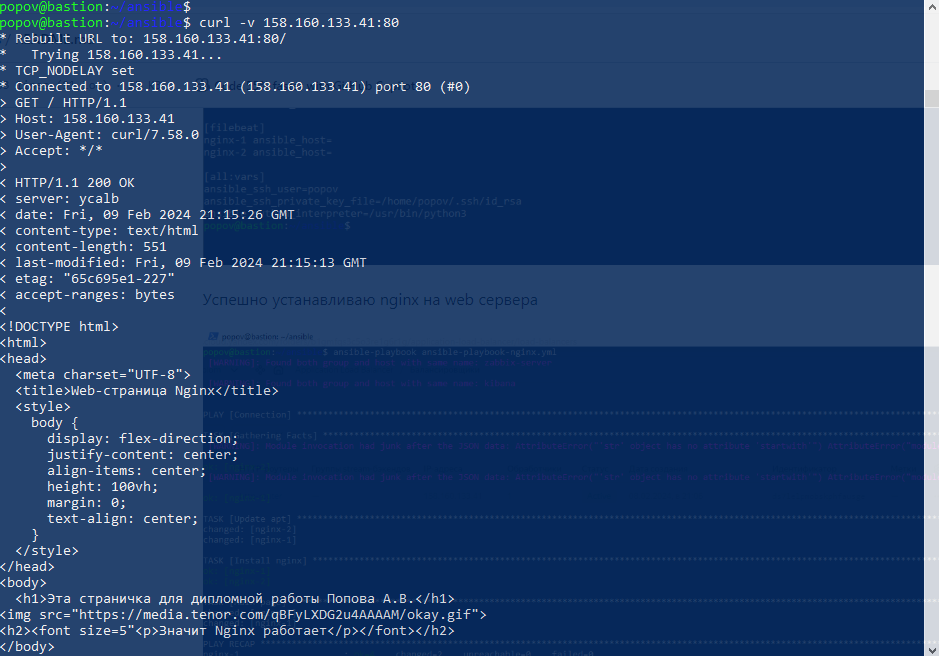 popov@bastion:~/ansible$
popov@bastion:~/ansible$ curl -v 158.160.133.41:80
* Rebuilt URL to: 158.160.133.41:80/
*   Trying 158.160.133.41...
* TCP_NODELAY set
* Connected to 158.160.133.41 (158.160.133.41) port 80 (#0)
> GET / HTTP/1.1
> Host: 158.160.133.41
> User-Agent: curl/7.58.0
> Accept: */*
>
< HTTP/1.1 200 OK
< server: ycalb
< date: Fri, 09 Feb 2024 21:15:26 GMT
< content-type: text/html
< content-length: 551
< last-modified: Fri, 09 Feb 2024 21:15:13 GMT
< etag: "65c695e1-227"
< accept-ranges: bytes
<
<!DOCTYPE html>
<html>
<head>
  <meta charset="UTF-8">
  <title>Web-страница Nginx</title>
  <style>
    body {
      display: flex-direction;
      justify-content: center;
      align-items: center;
      height: 100vh;
      margin: 0;
      text-align: center;
    }
  </style>
</head>
<body>
  <h1>Эта страничка для дипломной работы Попова А.В.</h1>
<img src="https://media.tenor.com/qBFyLXDG2u4AAAAM/okay.gif">
<h2><font size=5"<p>Значит Nginx работает</p></font></h2>
</body>
[filebeat]
nginx-1 ansible_host=
nginx-2 ansible_host=
[all:vars]
ansible_ssh_user=popov
ansible_ssh_private_key_file=/home/popov/.ssh/id_rsa
interpreter=/usr/bin/python3
popov@bastion: $
Успешно устанавливаю nginx на web сервера
popov@bastion: ~/ansible
popov@bastion: $ ansible-playbook ansible-playbook-nginx.yml
PLAY [Connection]
Gathering Facts]
TASK [Update apt]
changed: [nginx-2]
changed: [nginx-1]
TASK [Install nginx]
PLAY RECAP